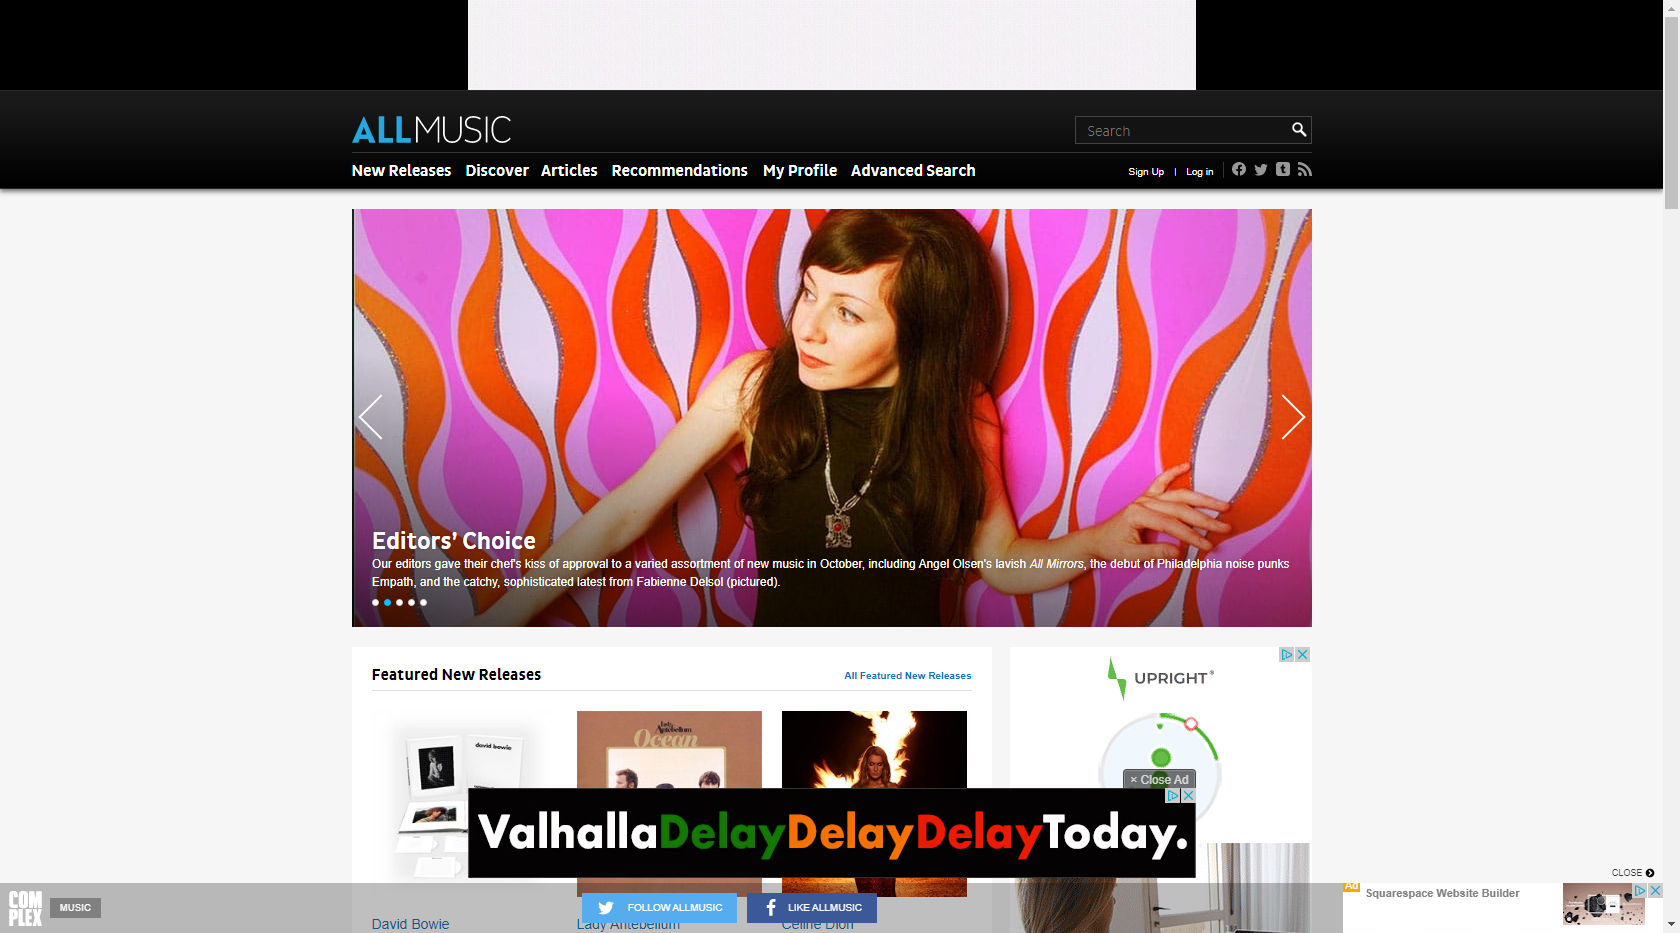 ALLMUSIC
Search
New Releases Discover Articles Recommendations My Profile Advanced Search
Sign Up | Log in
Editors' Choice
Our editors gave their chef's kiss of approval to a varied assortment of new music in October, including Angel Olsen's lavish All Mirrors, the debut of Philadelphia noise punks
Empath, and the catchy, sophisticated latest from Fabienne Delsol (pictured).
Featured New Releases
All Featured New Releases
UPRIGHT
david bowie
lady Antebellum
Ocean
× Close Ad
ValhallaDelayDelayDelayToday.
CLOSE
COMPLEX
MUSIC
FOLLOW ALLMUSIC
LIKE ALLMUSIC
Ad
Squarespace Website Builder
David Bowie
Lady Antebellum
Celine Dion